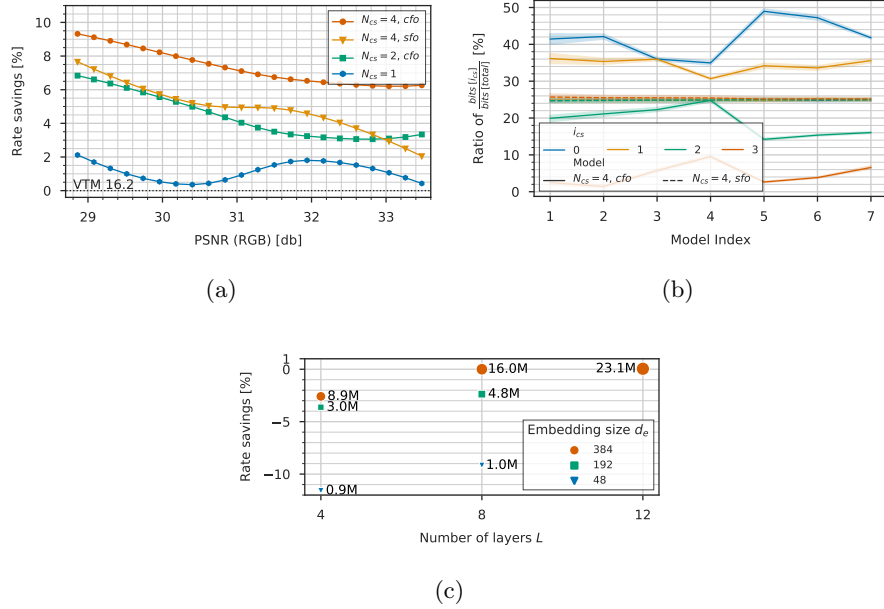 Rate savings [%]
10
8
6
4
2
0
N_cs = 4, cfo
N_cs = 4, sfo
N_cs = 2, cfo
N_cs = 1
VTM 16.2
29
30
31
32
33
PSNR (RGB) [db]
(a)
Ratio of bits [i_cs] / bits [total] [%]
50
40
30
20
10
0
i_cs
0
1
2
3
Model
N_cs = 4, cfo
N_cs = 4, sfo
1
2
3
4
5
6
7
Model Index
(b)
Rate savings [%]
1
0
−5
−10
8.9M
3.0M
0.9M
16.0M
4.8M
1.0M
23.1M
Embedding size d_e
384
192
48
4
8
12
Number of layers L
(c)